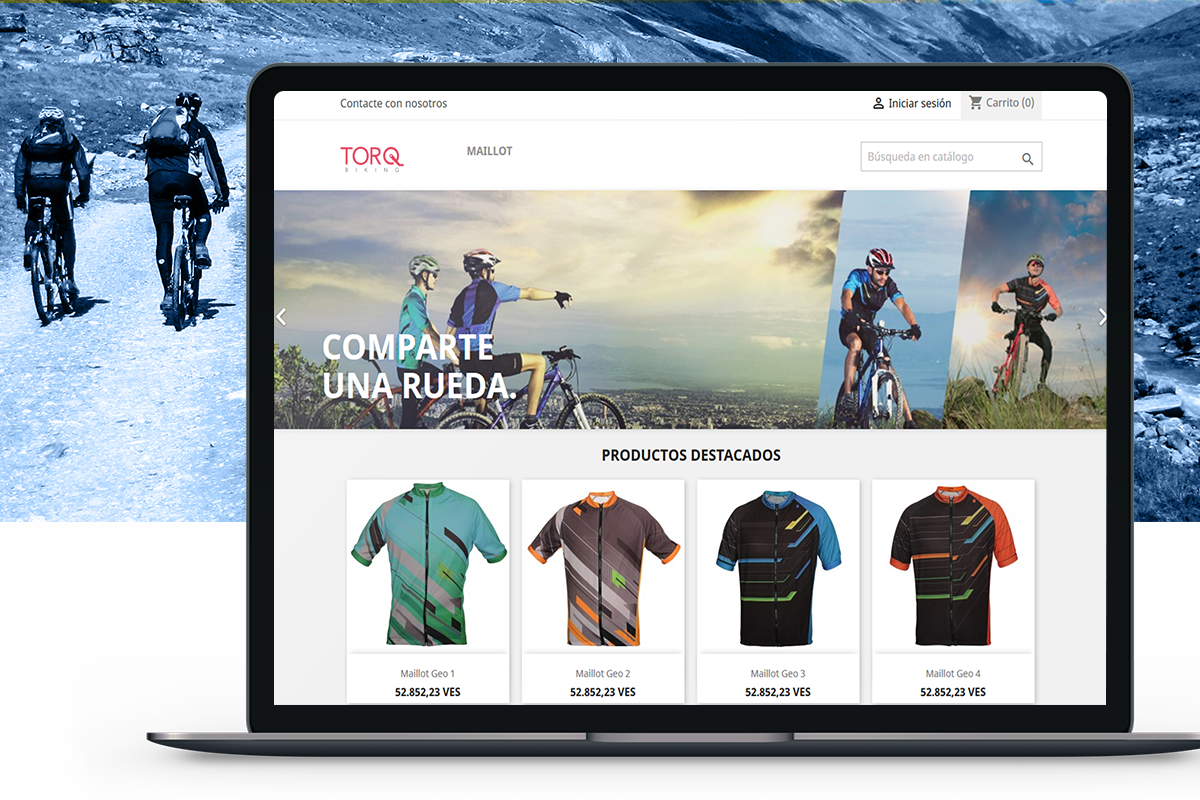 Contacte con nosotros
Iniciar sesión
Carrito (0)
TORQ
BIKING
MAILLOT
Búsqueda en catálogo
COMPARTE
UNA RUEDA.
PRODUCTOS DESTACADOS
Maillot Geo 1
52.852,23 VES
Maillot Geo 2
52.852,23 VES
Maillot Geo 3
52.852,23 VES
Maillot Geo 4
52.852,23 VES